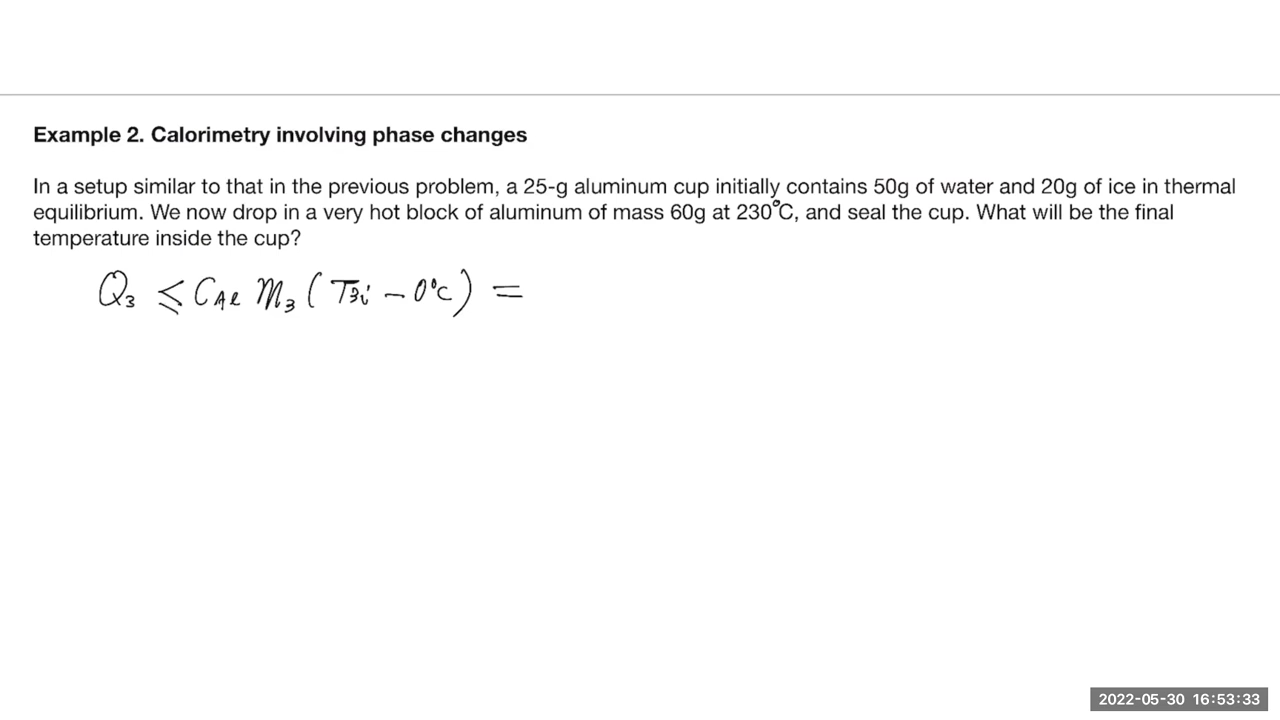 Example 2. Calorimetry involving phase changes
In a setup similar to that in the previous problem, a 25-g aluminum cup initially contains 50g of water and 20g of ice in thermal
equilibrium. We now drop in a very hot block of aluminum of mass 60g at 230°C, and seal the cup. What will be the final
temperature inside the cup?
Q₃ ⩽ C_Al M₃ ( T₃ᵢ − 0°C ) =
2022-05-30 16:53:33